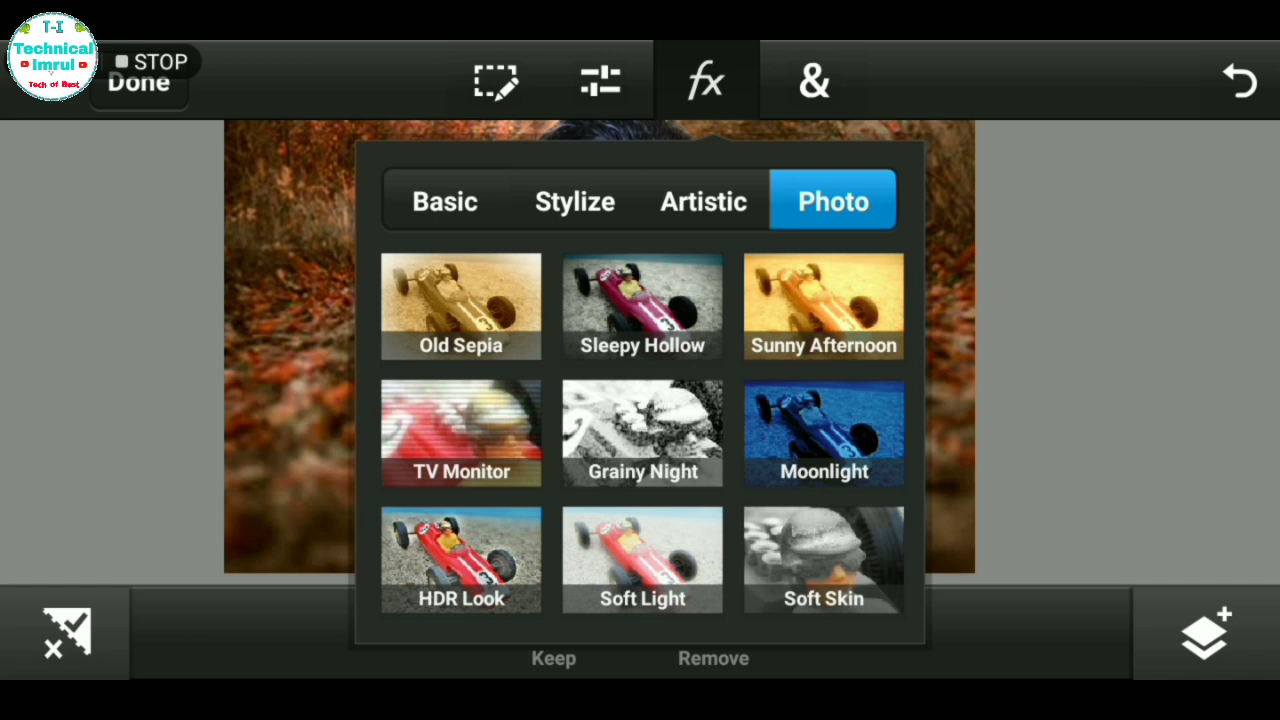 T-I
Technical
Imrul
Tech of Best
STOP
Done
fx
&
Basic
Stylize
Artistic
Photo
Old Sepia
Sleepy Hollow
Sunny Afternoon
TV Monitor
Grainy Night
Moonlight
HDR Look
Soft Light
Soft Skin
Keep
Remove